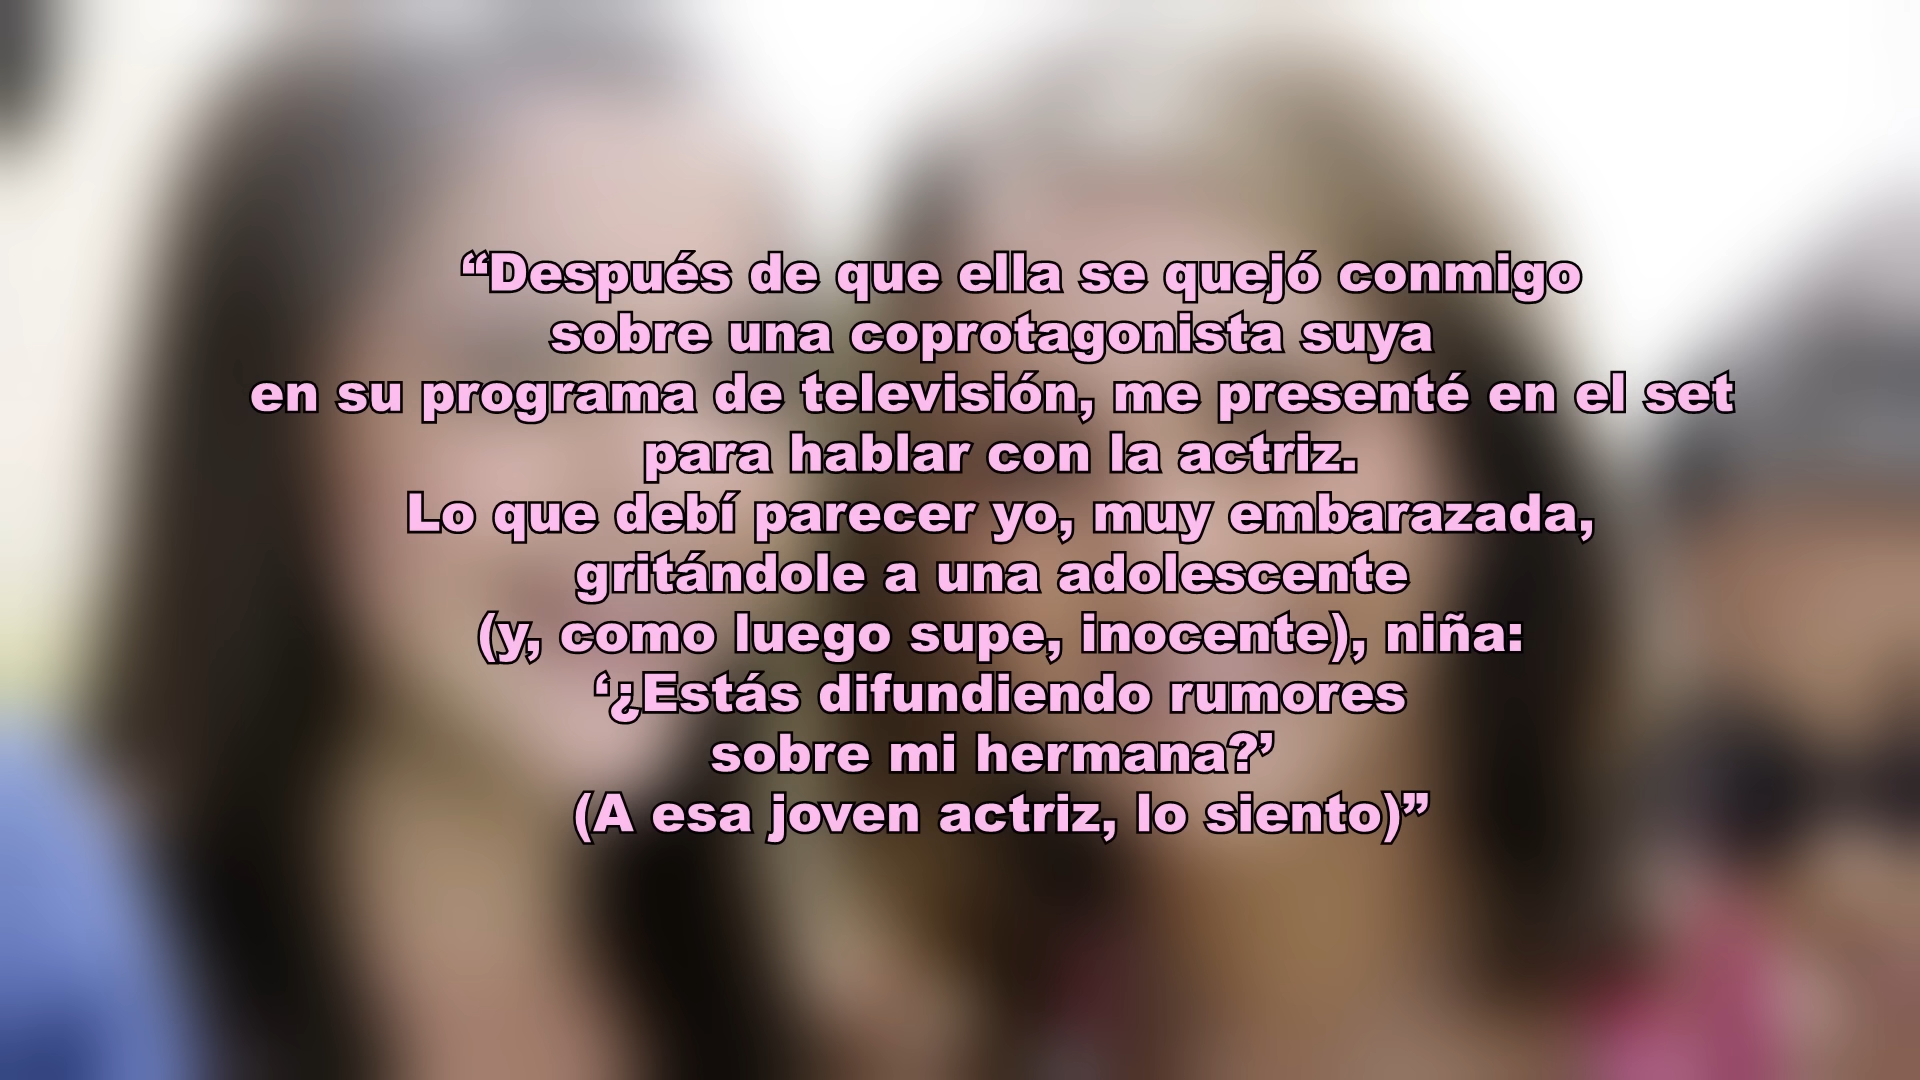 “Después de que ella se quejó conmigo
sobre una coprotagonista suya
en su programa de televisión, me presenté en el set
para hablar con la actriz.
Lo que debí parecer yo, muy embarazada,
gritándole a una adolescente
(y, como luego supe, inocente), niña:
‘¿Estás difundiendo rumores
sobre mi hermana?’
(A esa joven actriz, lo siento)”